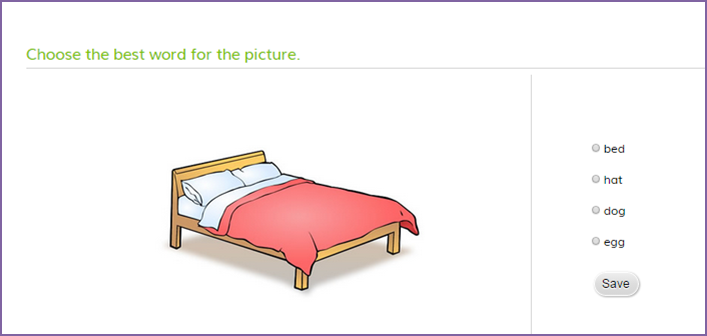 Choose the best word for the picture.
bed
hat
dog
egg
Save